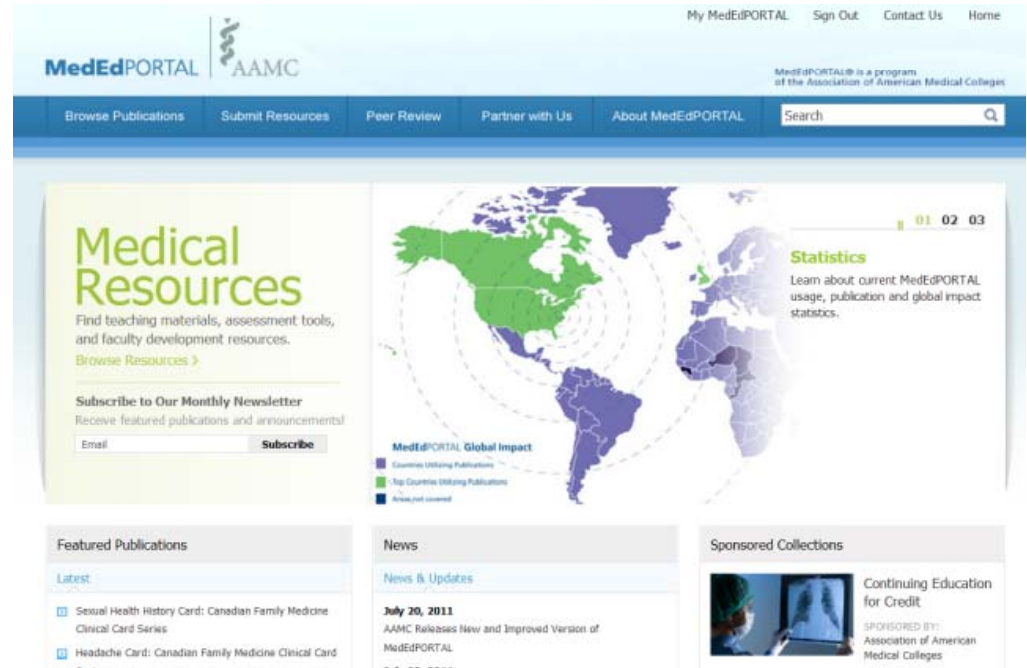 My MedEdPORTAL Sign Out Contact Us Home
MedEdPORTAL AAMC
MedEdPORTAL® is a program
of the Association of American Medical Colleges
Browse Publications Submit Resources Peer Review Partner with Us About MedEdPORTAL Search
01 02 03
Medical
Resources
Find teaching materials, assessment tools,
and faculty development resources.
Browse Resources >
Subscribe to Our Monthly Newsletter
Receive featured publications and announcements!
Email Subscribe
MedEdPORTAL Global Impact
Countries Utilizing Publications
Top Countries Utilizing Publications
Areas not covered
Statistics
Learn about current MedEdPORTAL
usage, publication and global impact
statistics.
Featured Publications
Latest
Sexual Health History Card: Canadian Family Medicine
Clinical Card Series
Headache Card: Canadian Family Medicine Clinical Card
News
News & Updates
July 20, 2011
AAMC Releases New and Improved Version of
MedEdPORTAL
Sponsored Collections
Continuing Education
for Credit
SPONSORED BY:
Association of American
Medical Colleges